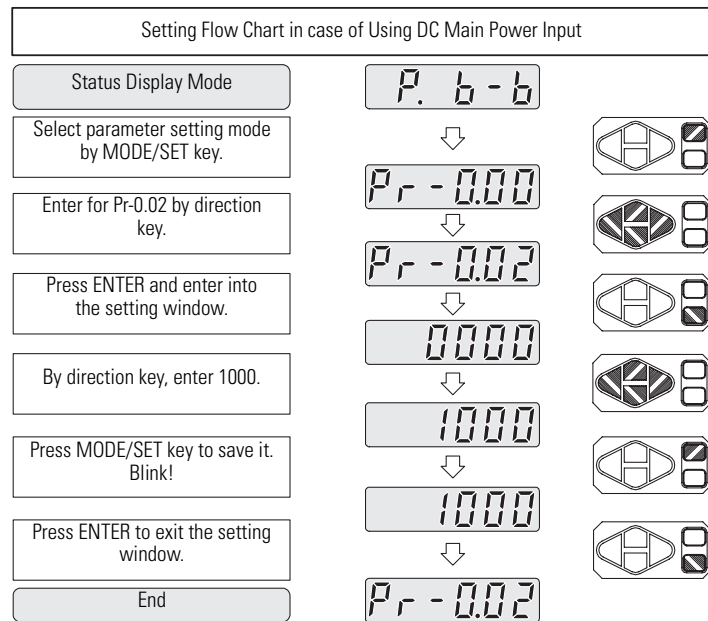 Setting Flow Chart in case of Using DC Main Power Input
Status Display Mode
P. b-b
Select parameter setting mode
by MODE/SET key.
Pr-0.00
Enter for Pr-0.02 by direction
key.
Pr-0.02
Press ENTER and enter into
the setting window.
0000
By direction key, enter 1000.
1000
Press MODE/SET key to save it.
Blink!
1000
Press ENTER to exit the setting
window.
End
Pr-0.02